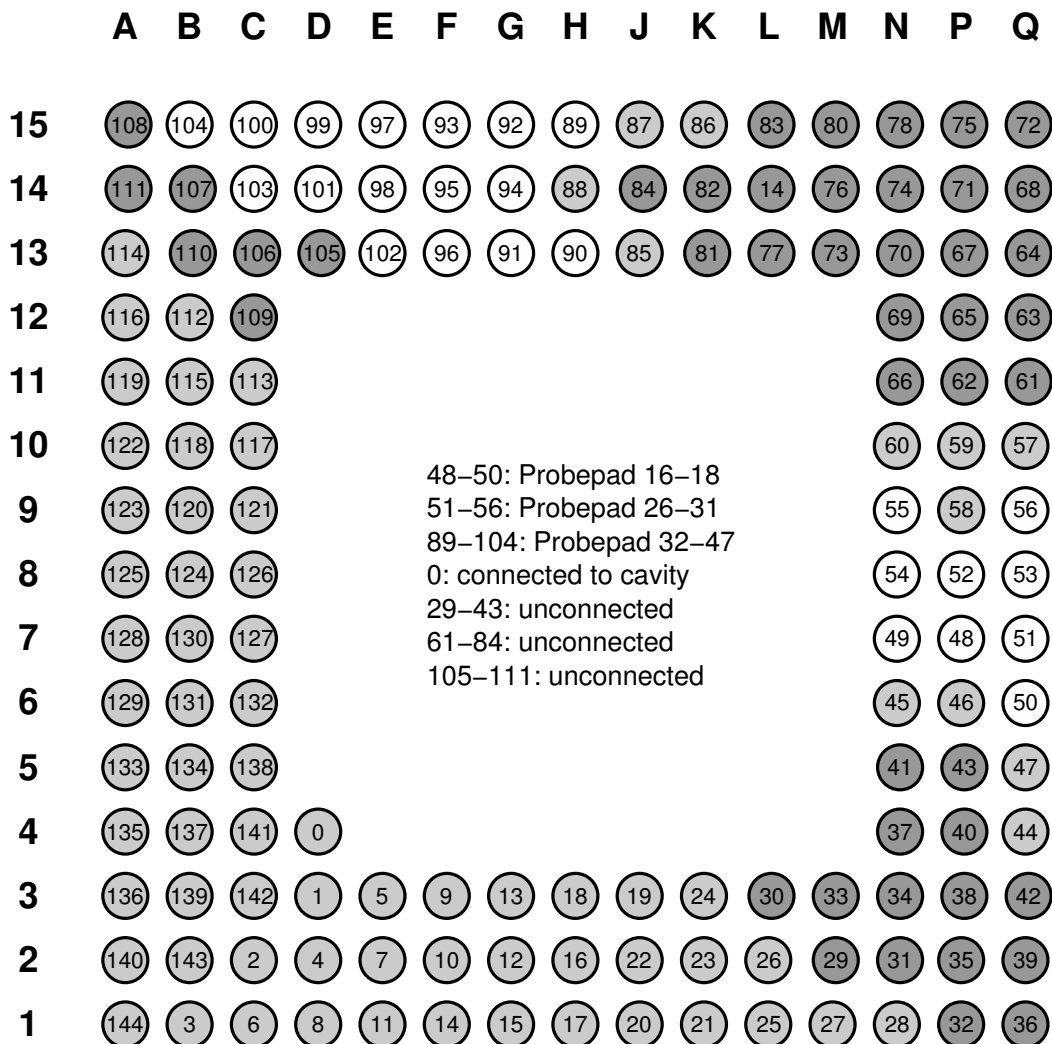 A B C D E F G H J K L M N P Q
15 108 104 100 99 97 93 92 89 87 86 83 80 78 75 72
14 111 107 103 101 98 95 94 88 84 82 14 76 74 71 68
13 114 110 106 105 102 96 91 90 85 81 77 73 70 67 64
12 116 112 109 69 65 63
11 119 115 113 66 62 61
10 122 118 117 60 59 57
48−50: Probepad 16−18
9 123 120 121 55 58 56
51−56: Probepad 26−31
89−104: Probepad 32−47
8 125 124 126 54 52 53
0: connected to cavity
29−43: unconnected
7 128 130 127 49 48 51
61−84: unconnected
105−111: unconnected
6 129 131 132 45 46 50
5 133 134 138 41 43 47
4 135 137 141 0 37 40 44
3 136 139 142 1 5 9 13 18 19 24 30 33 34 38 42
2 140 143 2 4 7 10 12 16 22 23 26 29 31 35 39
1 144 3 6 8 11 14 15 17 20 21 25 27 28 32 36